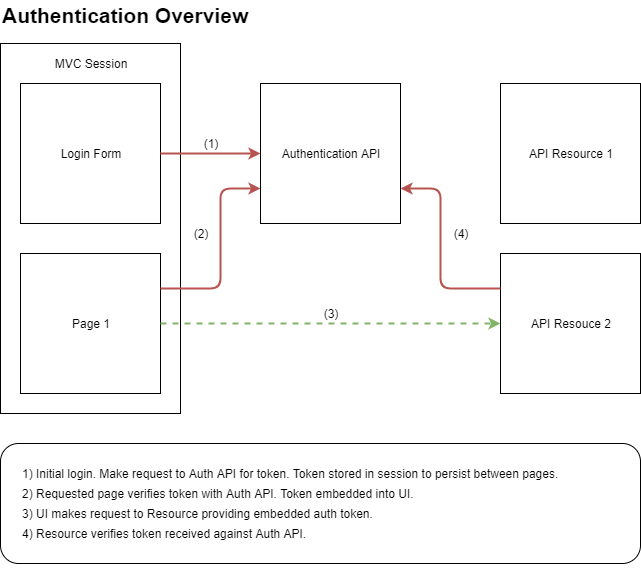 Authentication Overview
MVC Session
Login Form
(1)
Authentication API
API Resource 1
(2)
(4)
Page 1
(3)
API Resouce 2
1) Initial login. Make request to Auth API for token. Token stored in session to persist between pages.
2) Requested page verifies token with Auth API. Token embedded into UI.
3) UI makes request to Resource providing embedded auth token.
4) Resource verifies token received against Auth API.